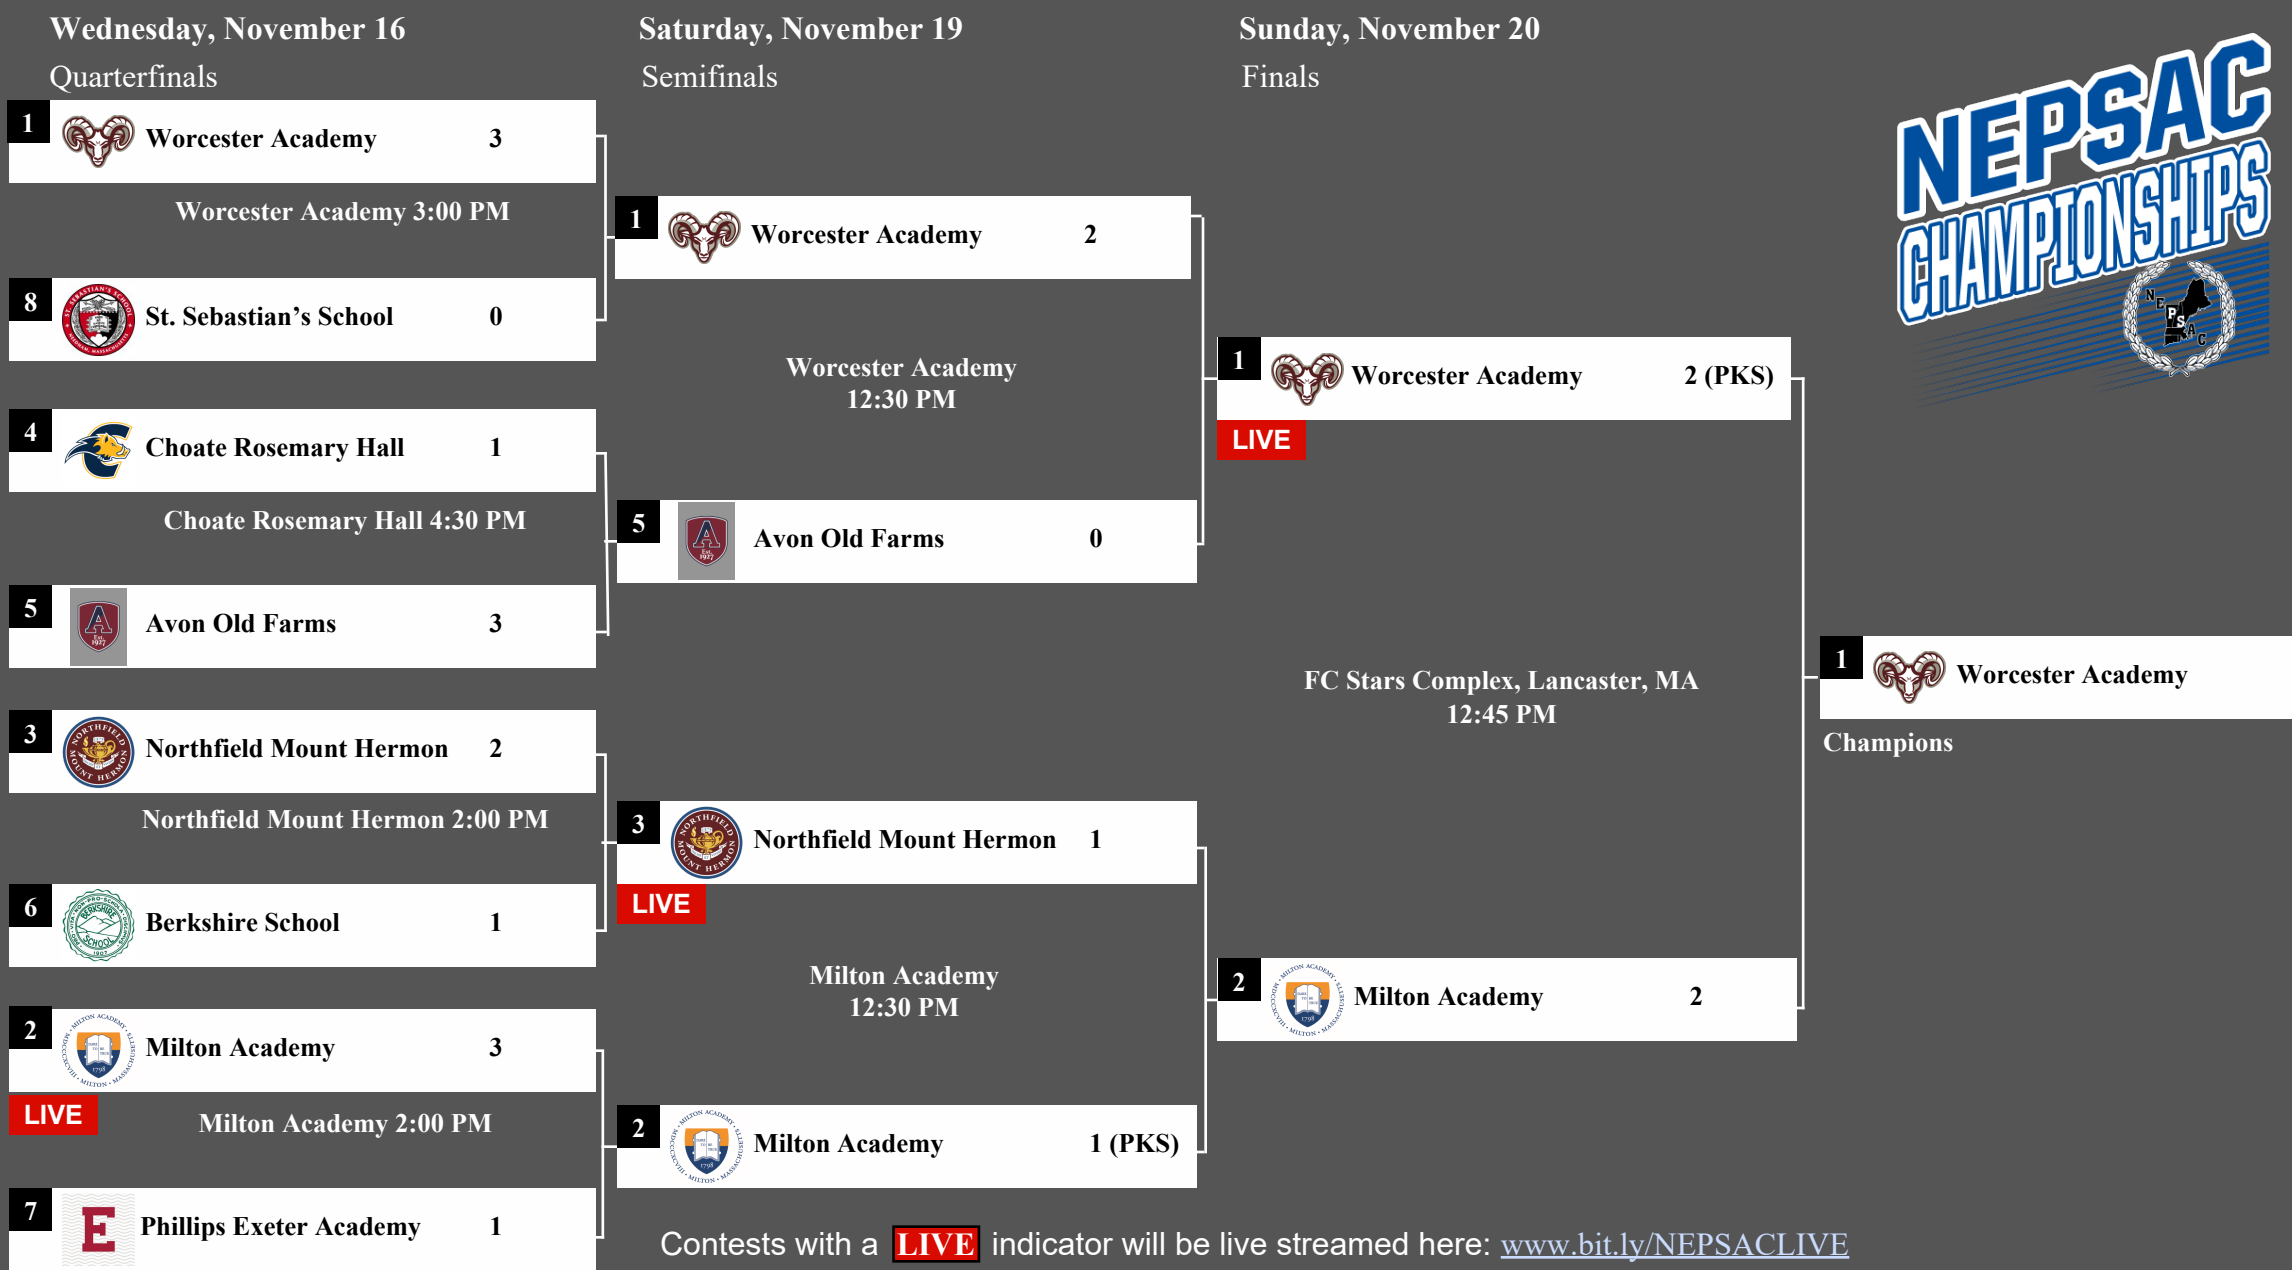 Wednesday, November 16
Quarterfinals
1 Worcester Academy 3
Worcester Academy 3:00 PM
8 St. Sebastian’s School 0
4 Choate Rosemary Hall 1
Choate Rosemary Hall 4:30 PM
5 Avon Old Farms 3
3 Northfield Mount Hermon 2
Northfield Mount Hermon 2:00 PM
6 Berkshire School 1
2 Milton Academy 3
LIVE
Milton Academy 2:00 PM
7 E Phillips Exeter Academy 1
Saturday, November 19
Semifinals
1 Worcester Academy 2
Worcester Academy
12:30 PM
5 Avon Old Farms 0
3 Northfield Mount Hermon 1
LIVE
Milton Academy
12:30 PM
2 Milton Academy 1 (PKS)
Sunday, November 20
Finals
1 Worcester Academy 2 (PKS)
LIVE
FC Stars Complex, Lancaster, MA
12:45 PM
2 Milton Academy 2
NEPSAC
CHAMPIONSHIPS
NEPSAC
1 Worcester Academy
Champions
Contests with a LIVE indicator will be live streamed here: www.bit.ly/NEPSACLIVE